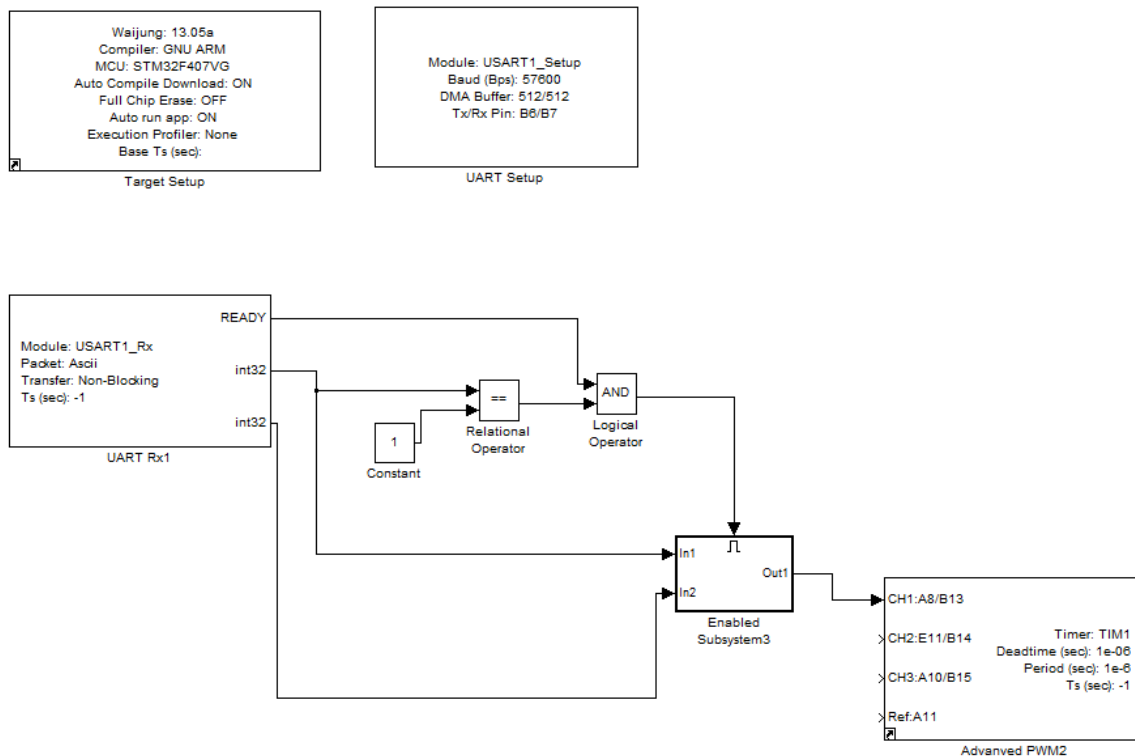 Waijung: 13.05a
Compiler: GNU ARM
MCU: STM32F407VG
Auto Compile Download: ON
Full Chip Erase: OFF
Auto run app: ON
Execution Profiler: None
Base Ts (sec):
Target Setup
Module: USART1_Setup
Baud (Bps): 57600
DMA Buffer: 512/512
Tx/Rx Pin: B6/B7
UART Setup
Module: USART1_Rx
Packet: Ascii
Transfer: Non-Blocking
Ts (sec): -1
READY
int32
int32
UART Rx1
1
Constant
==
Relational
Operator
AND
Logical
Operator
In1
In2
Out1
Enabled
Subsystem3
CH1:A8/B13
CH2:E11/B14
CH3:A10/B15
Ref:A11
Timer: TIM1
Deadtime (sec): 1e-06
Period (sec): 1e-6
Ts (sec): -1
Advanved PWM2